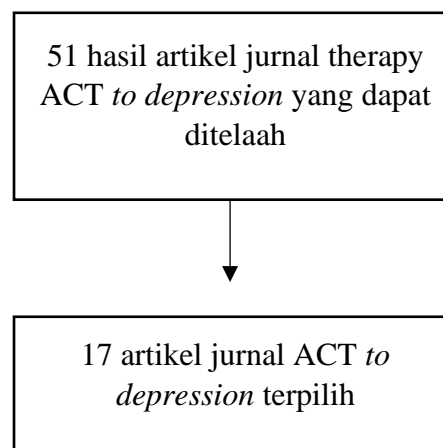 51 hasil artikel jurnal therapy
ACT to depression yang dapat
ditelaah
17 artikel jurnal ACT to
depression terpilih